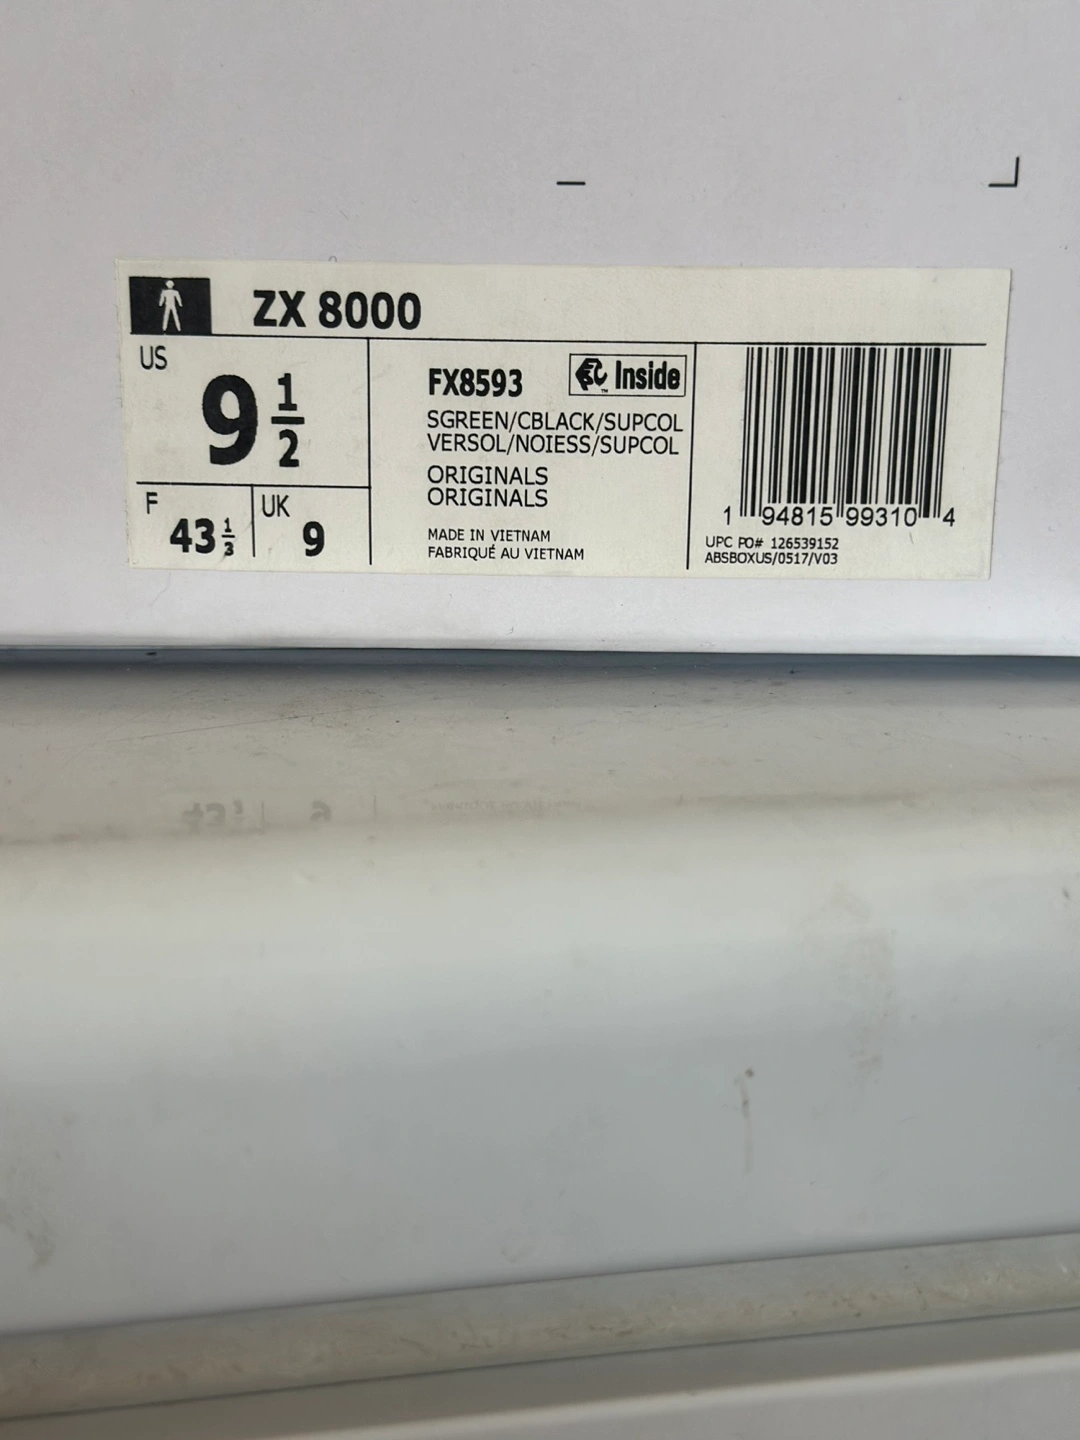 ZX 8000
US
9 1/2
F
43 1/3
UK
9
FX8593
Inside
SGREEN/CBLACK/SUPCOL
VERSOL/NOIESS/SUPCOL
ORIGINALS
ORIGINALS
MADE IN VIETNAM
FABRIQUÉ AU VIETNAM
1 94815 99310 4
UPC PO# 126539152
ABSBOXUS/0517/V03